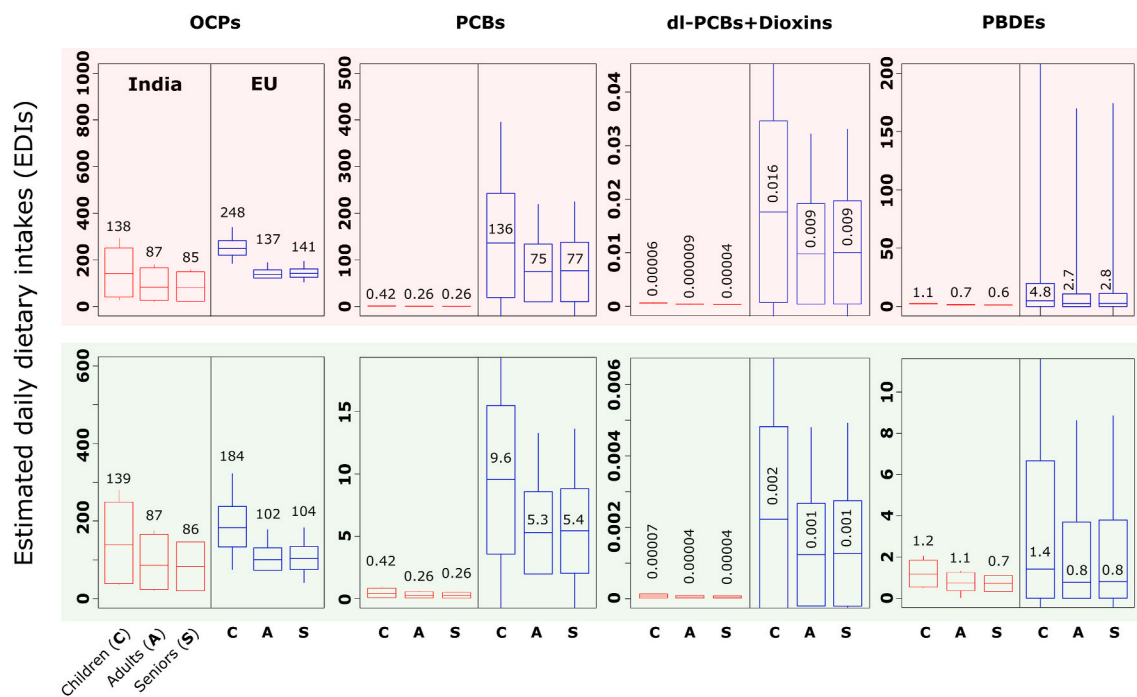 OCPs PCBs dl-PCBs+Dioxins PBDEs
Estimated daily dietary intakes (EDIs)
India EU
0 200 400 600 800 1000
138 87 85 248 137 141
0 100 200 300 400 500
0.42 0.26 0.26 136 75 77
0 0.01 0.02 0.03 0.04
0.00006 0.000009 0.00004 0.016 0.009 0.009
0 50 100 150 200
1.1 0.7 0.6 4.8 2.7 2.8
0 200 400 600
139 87 86 184 102 104
0 5 10 15
0.42 0.26 0.26 9.6 5.3 5.4
0 0.002 0.004 0.006
0.00007 0.00004 0.00004 0.002 0.001 0.001
0 2 4 6 8 10
1.2 1.1 0.7 1.4 0.8 0.8
Children (C) Adults (A) Seniors (S) C A S
C A S C A S
C A S C A S
C A S C A S